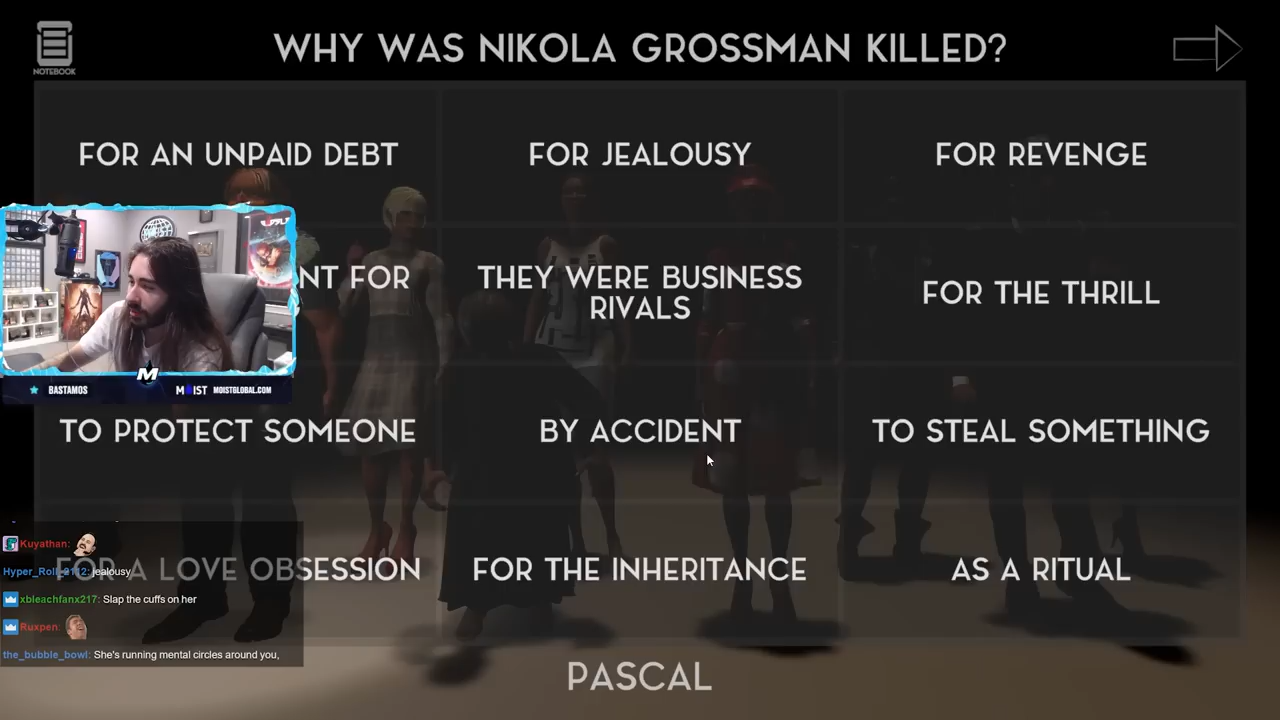 NOTEBOOK
WHY WAS NIKOLA GROSSMAN KILLED?
FOR AN UNPAID DEBT
FOR JEALOUSY
FOR REVENGE
NT FOR
THEY WERE BUSINESS
RIVALS
FOR THE THRILL
BASTAMOS
MOIST MOISTGLOBAL.COM
TO PROTECT SOMEONE
BY ACCIDENT
TO STEAL SOMETHING
FOR A LOVE OBSESSION
FOR THE INHERITANCE
AS A RITUAL
Kuyathan:
jealousy
xbleachfanx217: Slap the cuffs on her
Ruxpen:
the_bubble_bowl: She's running mental circles around you,
PASCAL